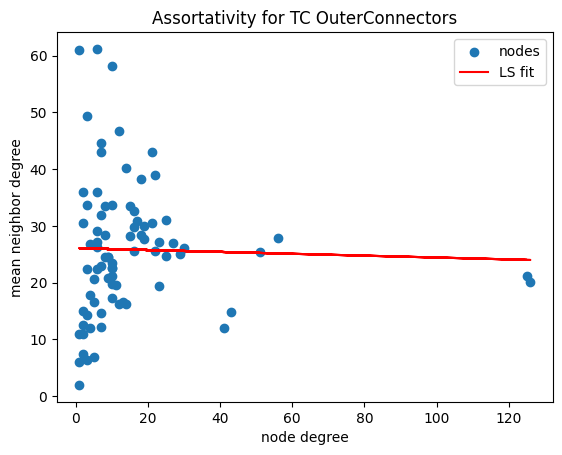 Assortativity for TC OuterConnectors
nodes
LS fit
mean neighbor degree
60
50
40
30
20
10
0
0 20 40 60 80 100 120
node degree